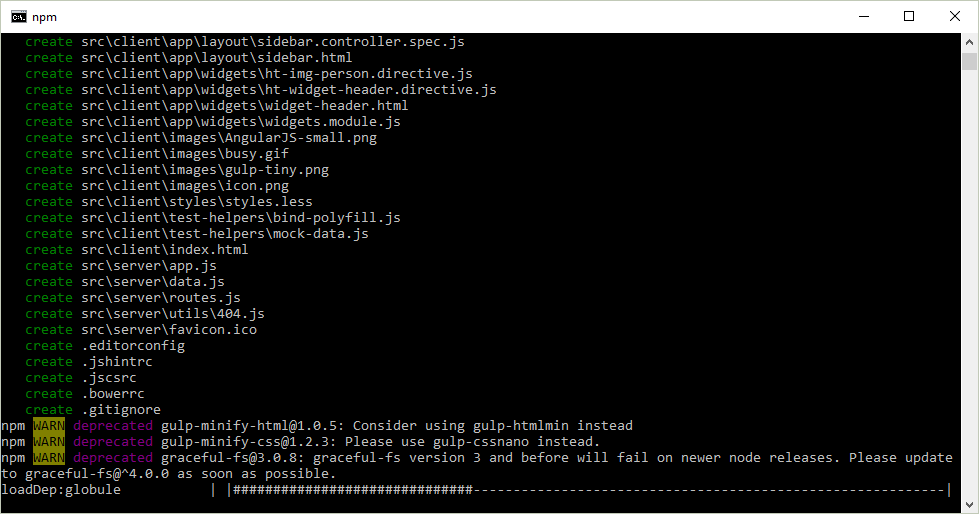 npm
create src\client\app\layout\sidebar.controller.spec.js
create src\client\app\layout\sidebar.html
create src\client\app\widgets\ht-img-person.directive.js
create src\client\app\widgets\ht-widget-header.directive.js
create src\client\app\widgets\widget-header.html
create src\client\app\widgets\widgets.module.js
create src\client\images\AngularJS-small.png
create src\client\images\busy.gif
create src\client\images\gulp-tiny.png
create src\client\images\icon.png
create src\client\styles\styles.less
create src\client\test-helpers\bind-polyfill.js
create src\client\test-helpers\mock-data.js
create src\client\index.html
create src\server\app.js
create src\server\data.js
create src\server\routes.js
create src\server\utils\404.js
create src\server\favicon.ico
create .editorconfig
create .jshintrc
create .jscsrc
create .bowerrc
create .gitignore
npm WARN deprecated gulp-minify-html@1.0.5: Consider using gulp-htmlmin instead
npm WARN deprecated gulp-minify-css@1.2.3: Please use gulp-cssnano instead.
npm WARN deprecated graceful-fs@3.0.8: graceful-fs version 3 and before will fail on newer node releases. Please update
to graceful-fs@^4.0.0 as soon as possible.
loadDep:globule | |##############################-----------------------------------------------------------|